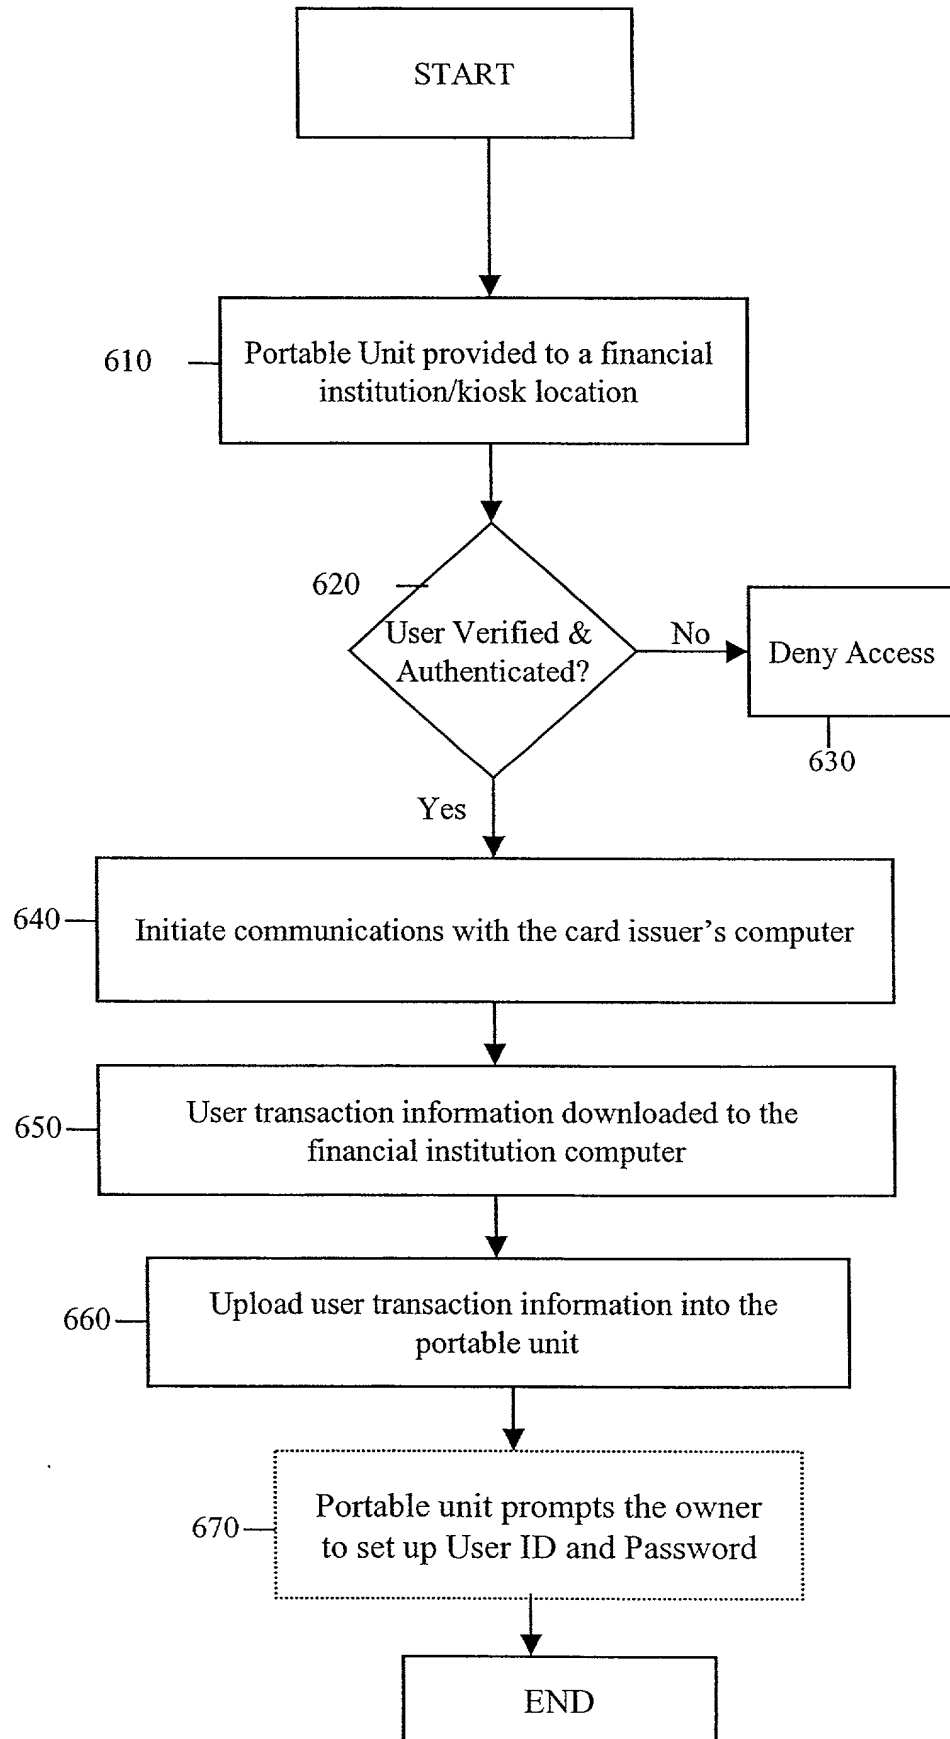 START
610
Portable Unit provided to a financial
institution/kiosk location
620
User Verified &
Authenticated?
No
Deny Access
630
Yes
640
Initiate communications with the card issuer's computer
650
User transaction information downloaded to the
financial institution computer
660
Upload user transaction information into the
portable unit
670
Portable unit prompts the owner
to set up User ID and Password
END